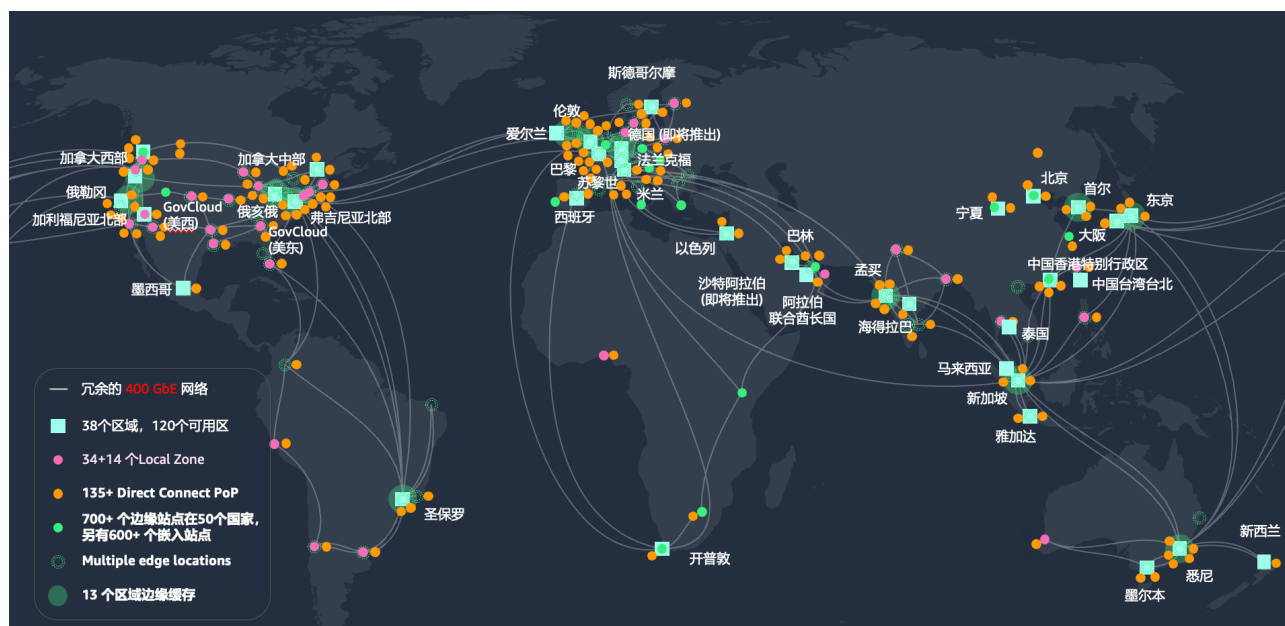 斯德哥尔摩
伦敦
爱尔兰
德国 (即将推出)
法兰克福
巴黎
苏黎世
米兰
西班牙
加拿大西部
加拿大中部
俄勒冈
GovCloud
(美西)
俄亥俄
弗吉尼亚北部
加利福尼亚北部
GovCloud
(美东)
墨西哥
以色列
巴林
沙特阿拉伯
(即将推出)
阿拉伯
联合酋长国
孟买
海得拉巴
北京
宁夏
首尔
东京
大阪
中国香港特别行政区
中国台湾台北
泰国
马来西亚
新加坡
雅加达
圣保罗
开普敦
新西兰
悉尼
墨尔本
冗余的 400 GbE 网络
38个区域，120个可用区
34+14 个Local Zone
135+ Direct Connect PoP
700+ 个边缘站点在50个国家，
另有600+ 个嵌入站点
Multiple edge locations
13 个区域边缘缓存